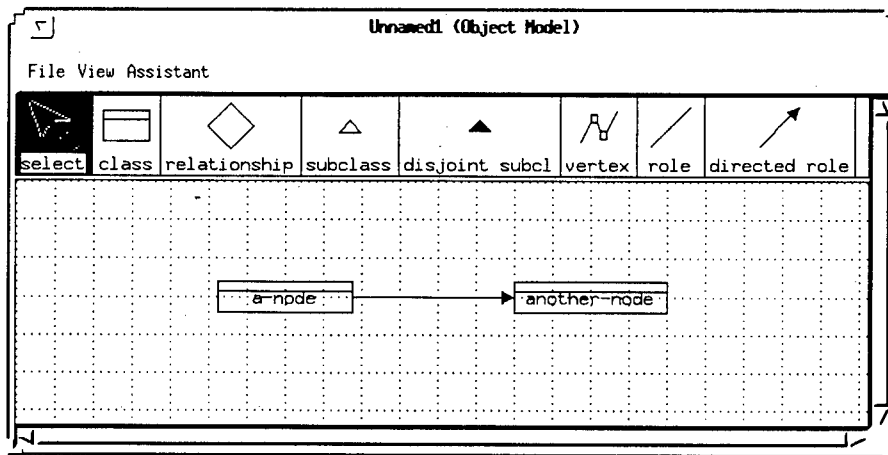 Unnamed1 (Object Model)
File View Assistant
select class relationship subclass disjoint subcl vertex role directed role
a-node another-node